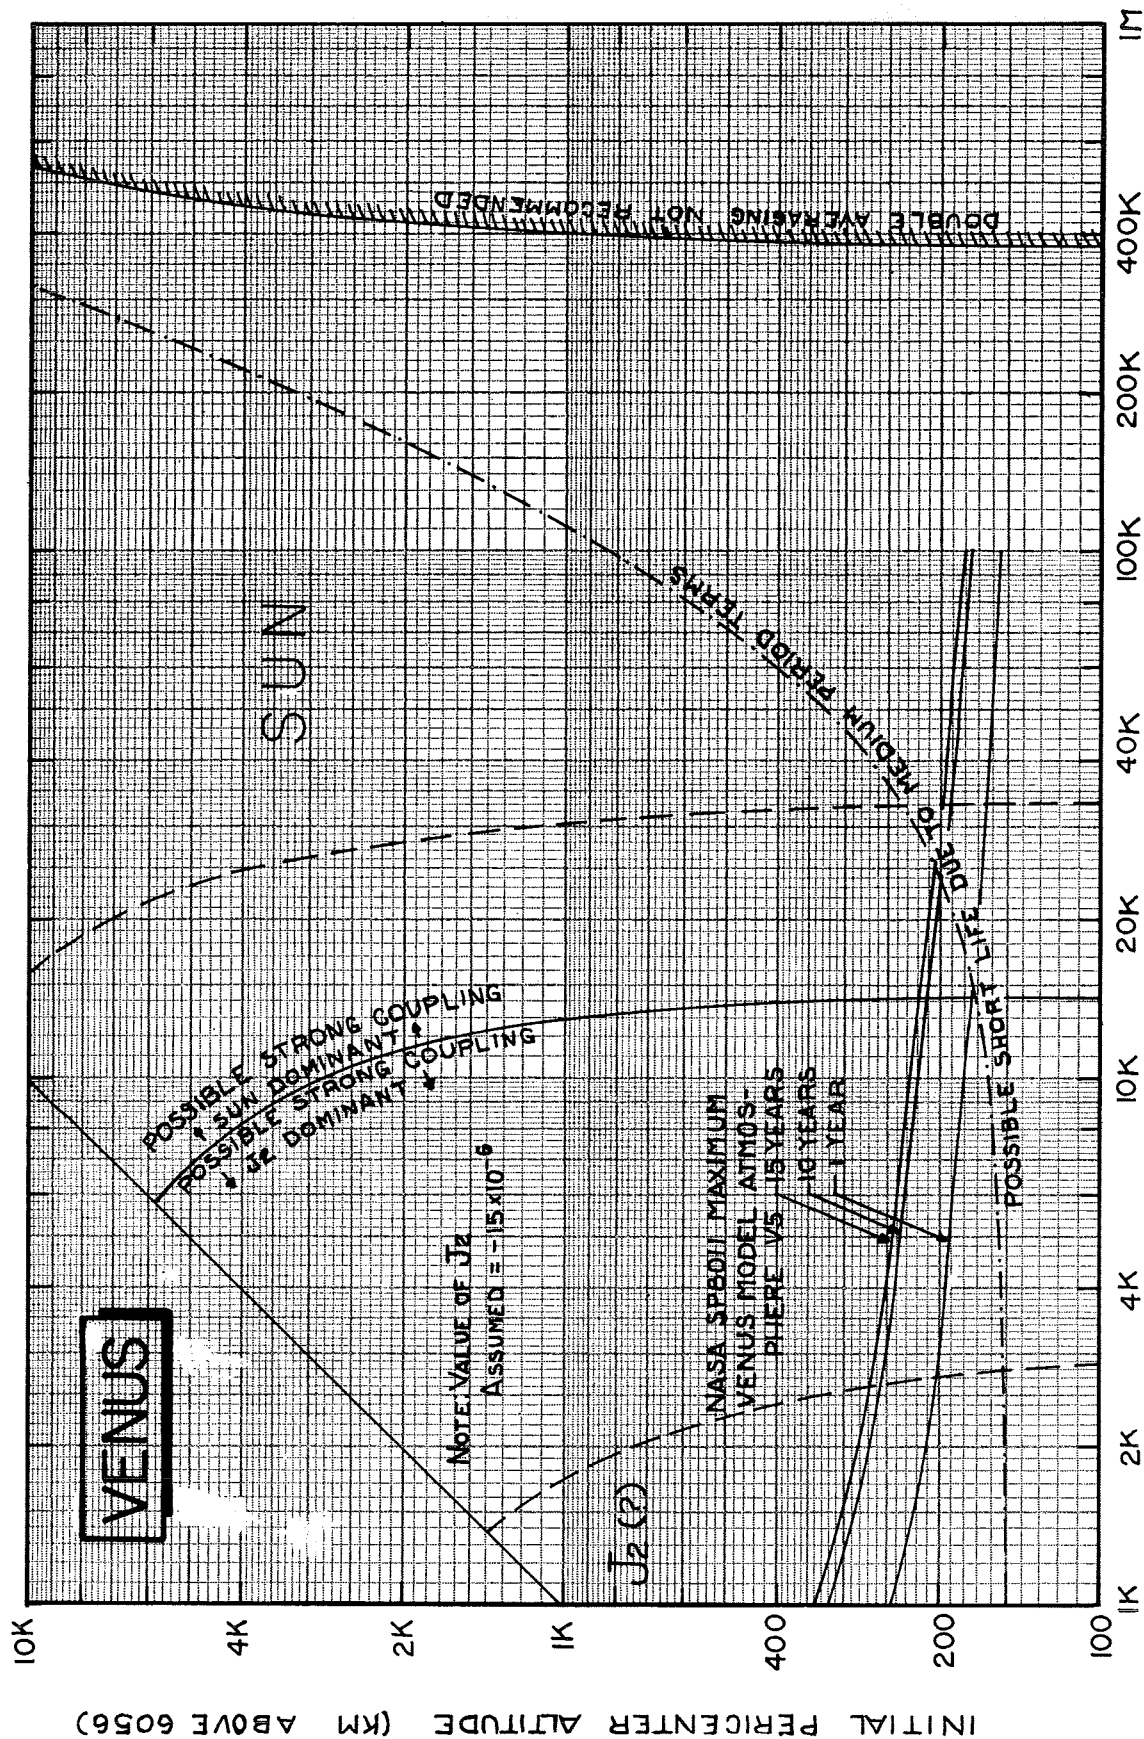 VENUS
SUN
DOUBLE AVERAGING NOT RECOMMENDED
POSSIBLE STRONG COUPLING
SUN DOMINANT
POSSIBLE STRONG COUPLING
J2 DOMINANT
NOTE: VALUE OF J2
ASSUMED = -15x10⁻⁶
J2 (?)
NASA SP8011 MAXIMUM
VENUS MODEL ATMOS-
PHERE VS 15 YEARS
10 YEARS
1 YEAR
POSSIBLE SHORT LIFE DUE TO MEDIUM PERIOD TERMS
INITIAL PERICENTER ALTITUDE (KM ABOVE 6056)
10K
4K
2K
1K
400
200
100
1K
2K
4K
10K
20K
40K
100K
200K
400K
1M